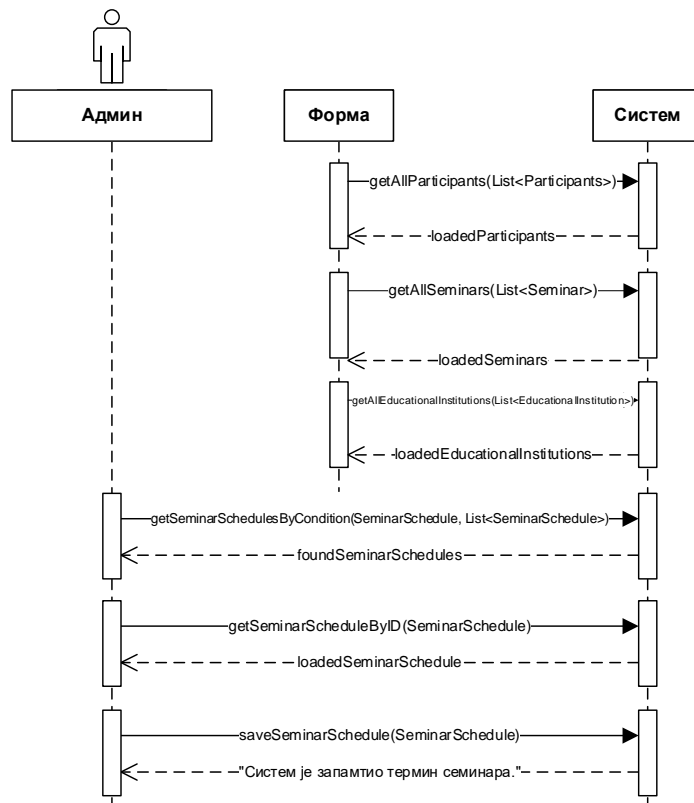 Админ
Форма
Систем
getAllParticipants(List<Participants>)
loadedParticipants
getAllSeminars(List<Seminar>)
loadedSeminars
getAllEducationalInstitutions(List<EducationalInstitution>)
loadedEducationalInstitutions
getSeminarSchedulesByCondition(SeminarSchedule, List<SeminarSchedule>)
foundSeminarSchedules
getSeminarScheduleByID(SeminarSchedule)
loadedSeminarSchedule
saveSeminarSchedule(SeminarSchedule)
"Систем је запамтио термин семинара."